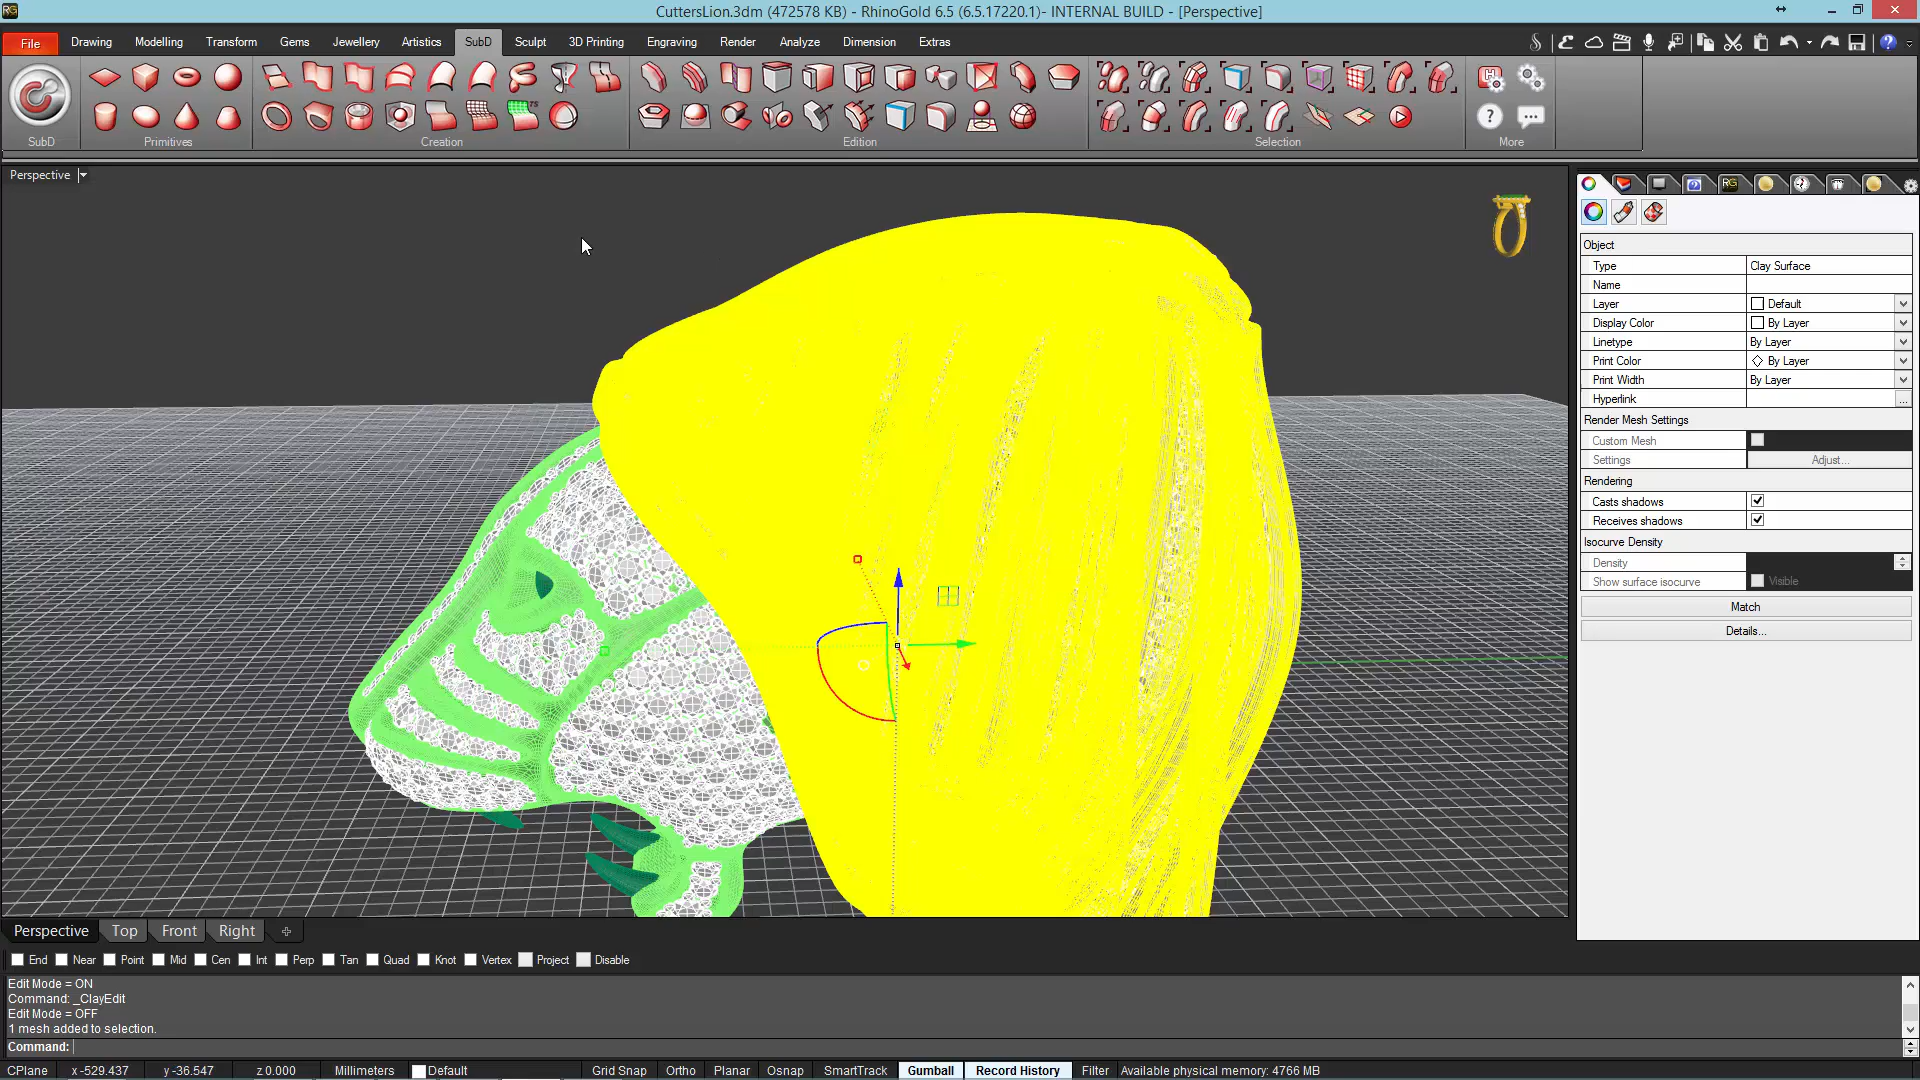 RG
CuttersLion.3dm (472578 KB) - RhinoGold 6.5 (6.5.17220.1)- INTERNAL BUILD - [Perspective]
File
Drawing
Modelling
Transform
Gems
Jewellery
Artistics
SubD
Sculpt
3D Printing
Engraving
Render
Analyze
Dimension
Extras
SubD
Primitives
Creation
Edition
Selection
More
Perspective
Object
Type Clay Surface
Name
Layer Default
Display Color By Layer
Linetype By Layer
Print Color By Layer
Print Width By Layer
Hyperlink ...
Render Mesh Settings
Custom Mesh
Settings Adjust...
Rendering
Casts shadows
Receives shadows
Isocurve Density
Density
Show surface isocurve Visible
Match
Details...
Perspective Top Front Right
End Near Point Mid Cen Int Perp Tan Quad Knot Vertex Project Disable
Edit Mode = ON
Command: _ClayEdit
Edit Mode = OFF
1 mesh added to selection.
Command:
CPlane x -529.437 y -36.547 z 0.000 Millimeters Default Grid Snap Ortho Planar Osnap SmartTrack Gumball Record History Filter Available physical memory: 4766 MB